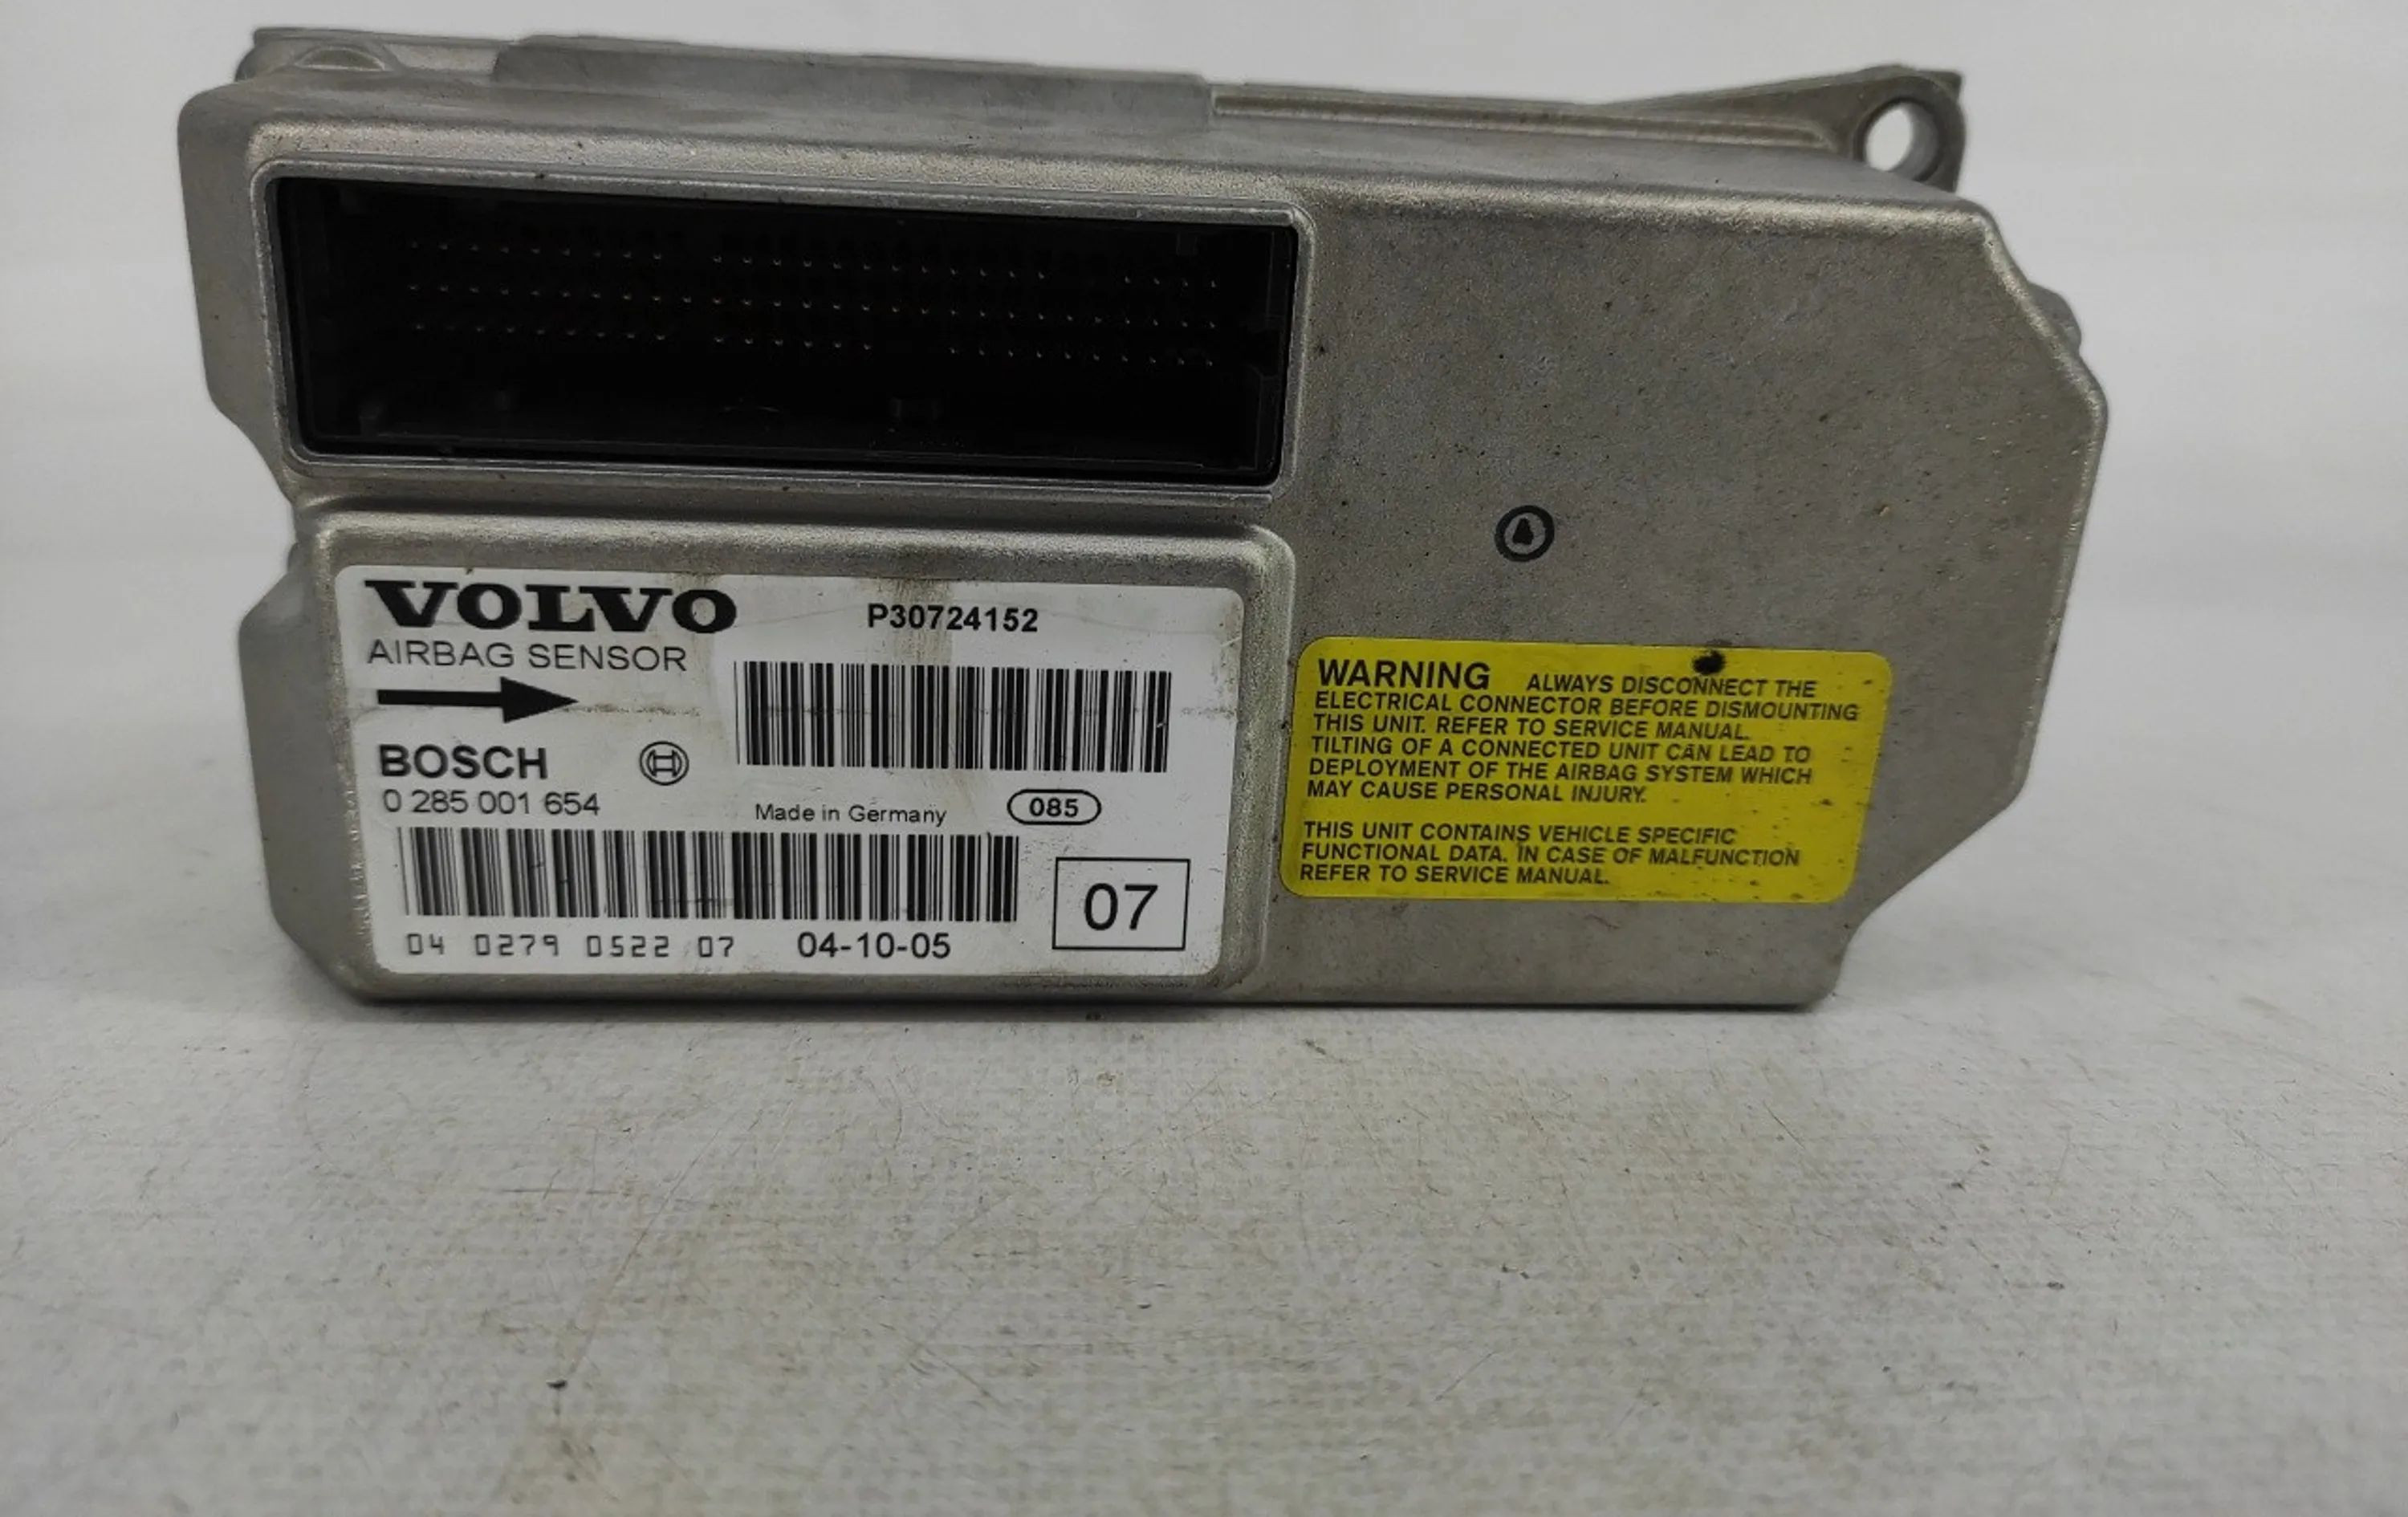 VOLVO
P30724152
AIRBAG SENSOR
BOSCH
0 285 001 654
Made in Germany
085
07
04 0279 0522 07 04-10-05
WARNING ALWAYS DISCONNECT THE
ELECTRICAL CONNECTOR BEFORE DISMOUNTING
THIS UNIT. REFER TO SERVICE MANUAL.
TILTING OF A CONNECTED UNIT CAN LEAD TO
DEPLOYMENT OF THE AIRBAG SYSTEM WHICH
MAY CAUSE PERSONAL INJURY.
THIS UNIT CONTAINS VEHICLE SPECIFIC
FUNCTIONAL DATA. IN CASE OF MALFUNCTION
REFER TO SERVICE MANUAL.